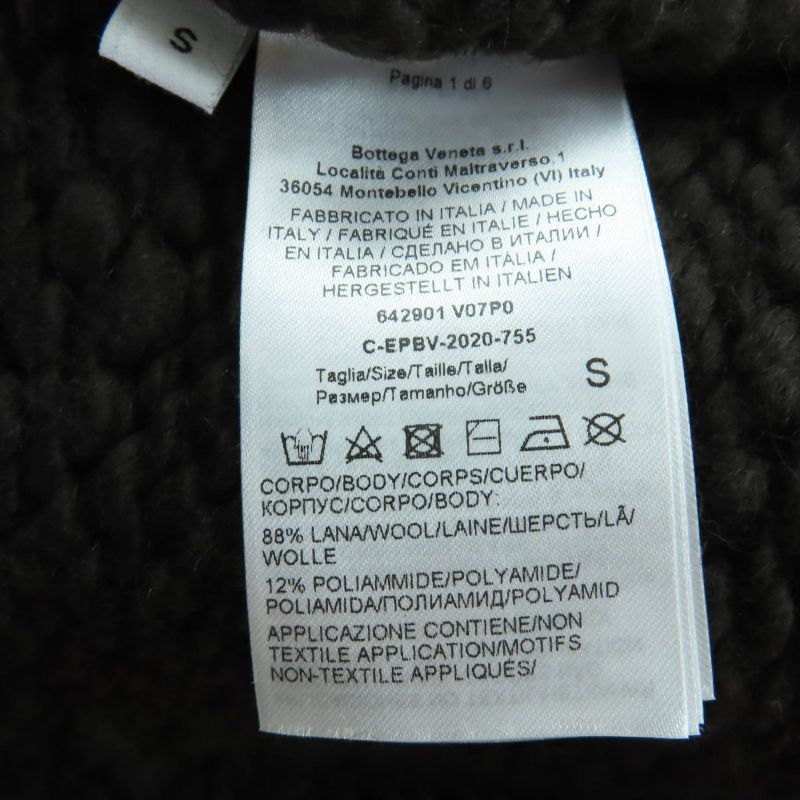 S
Pagina 1 di 6
Bottega Veneta s.r.l.
Località Conti Maltraverso,1
36054 Montebello Vicentino (VI) Italy
FABBRICATO IN ITALIA / MADE IN
ITALY / FABRIQUÉ EN ITALIE / HECHO
EN ITALIA / СДЕЛАНО В ИТАЛИИ /
FABRICADO EM ITÁLIA /
HERGESTELLT IN ITALIEN
642901 V07P0
C-EPBV-2020-755
Taglia/Size/Taille/Talla/
Размер/Tamanho/Größe S
CORPO/BODY/CORPS/CUERPO/
КОРПУС/CORPO/BODY:
88% LANA/WOOL/LAINE/ШЕРСТЬ/LÃ/
WOLLE
12% POLIAMMIDE/POLYAMIDE/
POLIAMIDA/ПОЛИАМИД/POLYAMID
APPLICAZIONE CONTIENE/NON
TEXTILE APPLICATION/MOTIFS
NON-TEXTILE APPLIQUÉS/